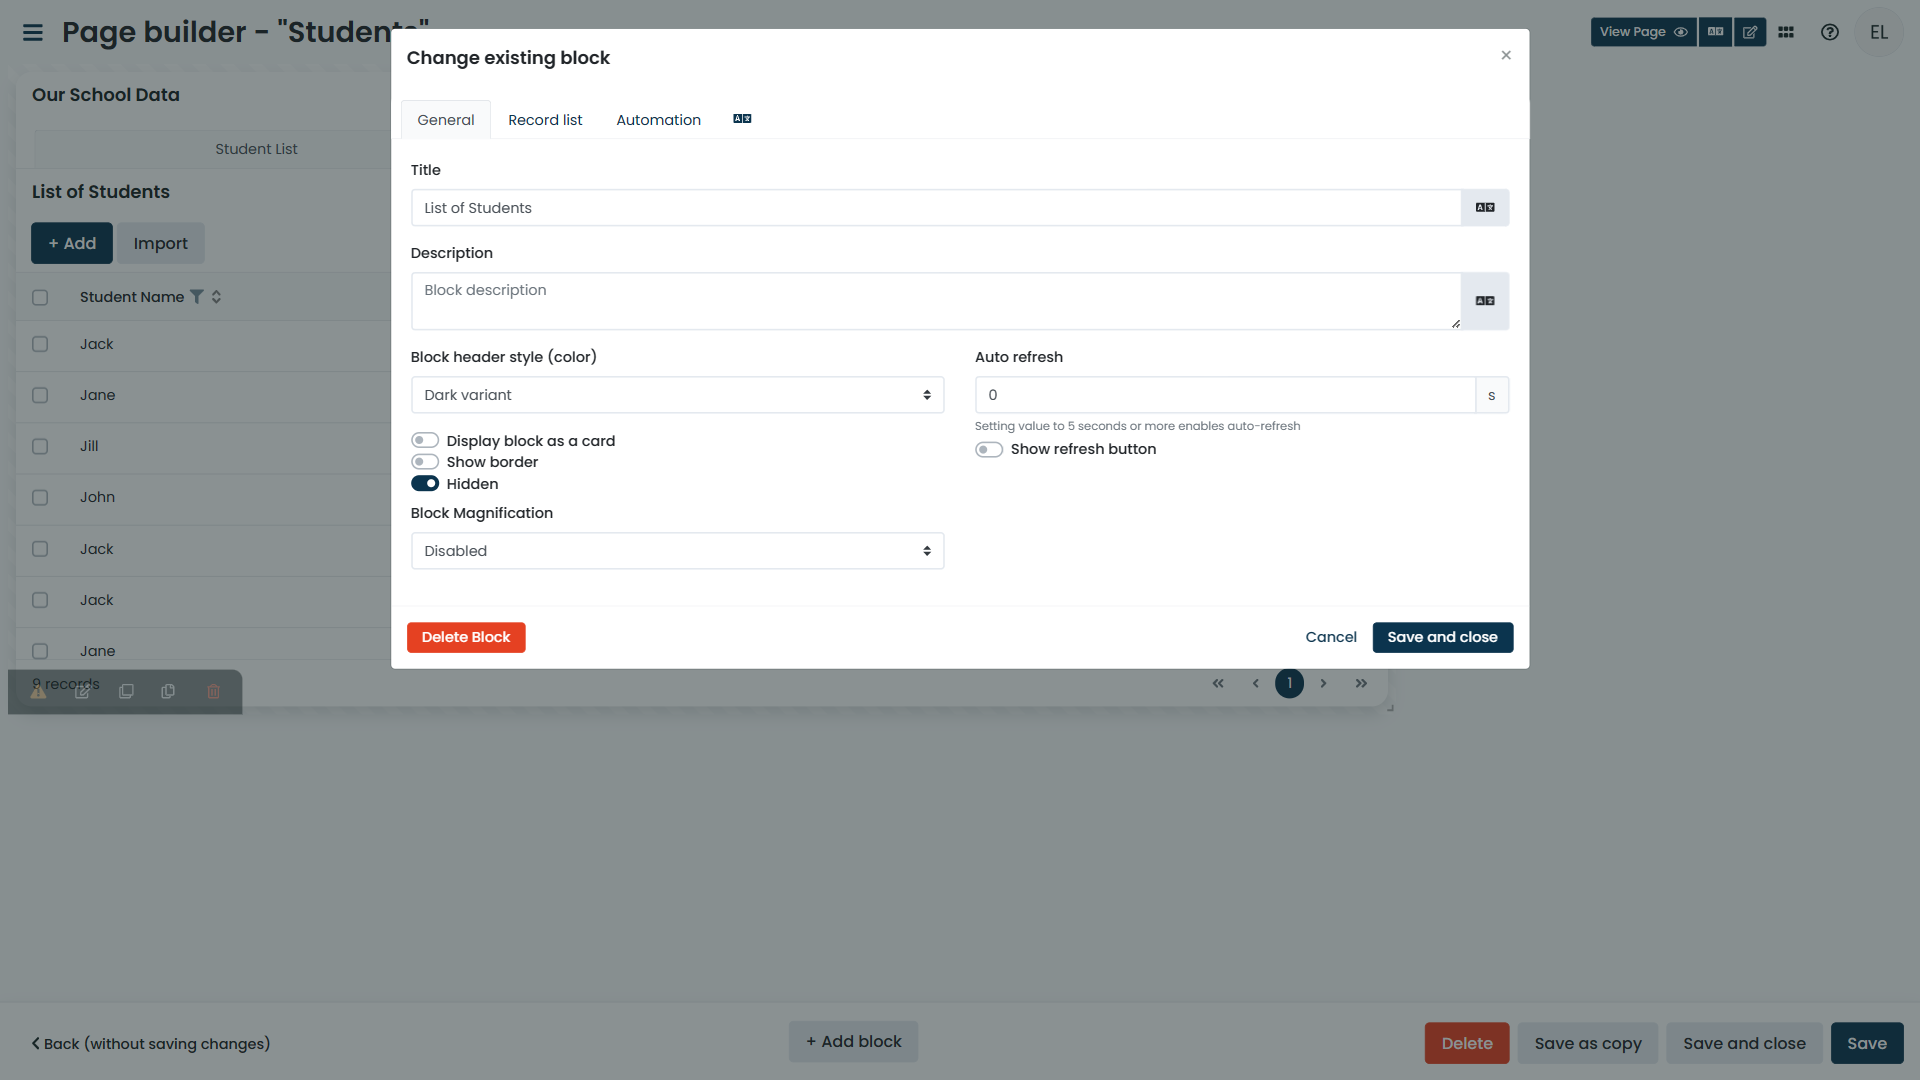 Page builder - "Students"
View Page
EL
Our School Data
Student List
List of Students
+ Add
Import
Student Name
Jack
Jane
Jill
John
Jack
Jack
Jane
9 records
1
Change existing block
×
General
Record list
Automation
Title
List of Students
Description
Block description
Block header style (color)
Dark variant
Display block as a card
Show border
Hidden
Block Magnification
Disabled
Auto refresh
0
s
Setting value to 5 seconds or more enables auto-refresh
Show refresh button
Delete Block
Cancel
Save and close
Back (without saving changes)
+ Add block
Delete
Save as copy
Save and close
Save